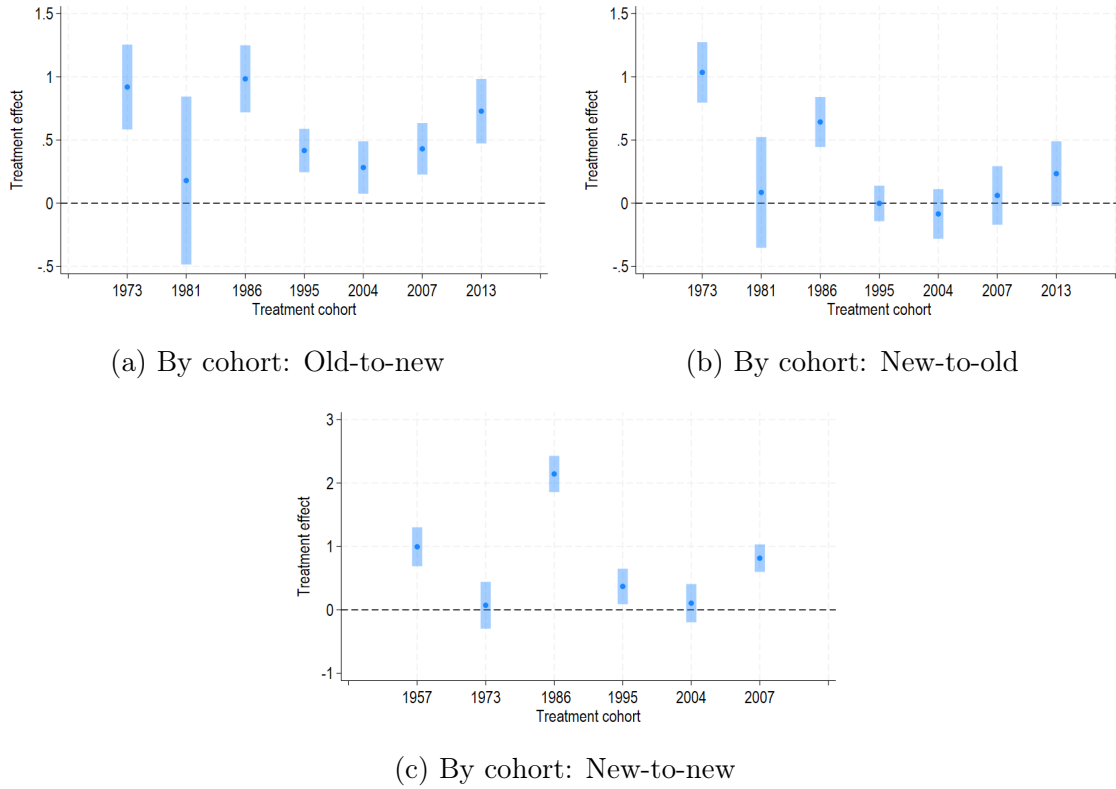 1.5
1
.5
0
-.5
Treatment effect
1973 1981 1986 1995 2004 2007 2013
Treatment cohort
(a) By cohort: Old-to-new
1.5
1
.5
0
-.5
Treatment effect
1973 1981 1986 1995 2004 2007 2013
Treatment cohort
(b) By cohort: New-to-old
3
2
1
0
-1
Treatment effect
1957 1973 1986 1995 2004 2007
Treatment cohort
(c) By cohort: New-to-new